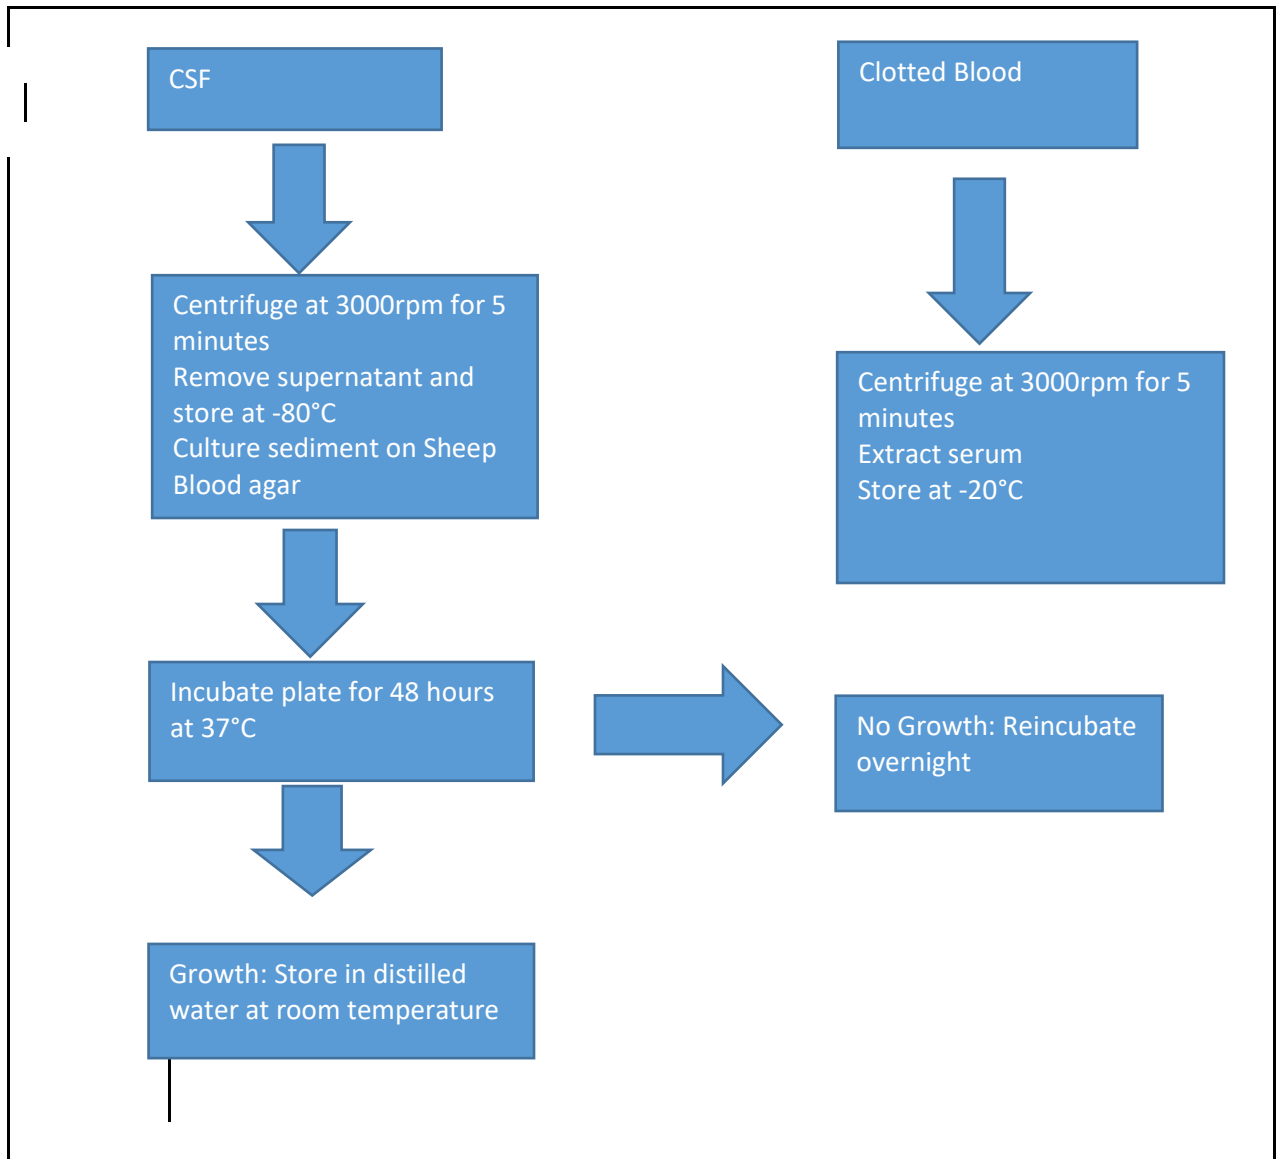 CSF
Clotted Blood
Centrifuge at 3000rpm for 5
minutes
Remove supernatant and
store at -80°C
Culture sediment on Sheep
Blood agar
Centrifuge at 3000rpm for 5
minutes
Extract serum
Store at -20°C
Incubate plate for 48 hours
at 37°C
No Growth: Reincubate
overnight
Growth: Store in distilled
water at room temperature